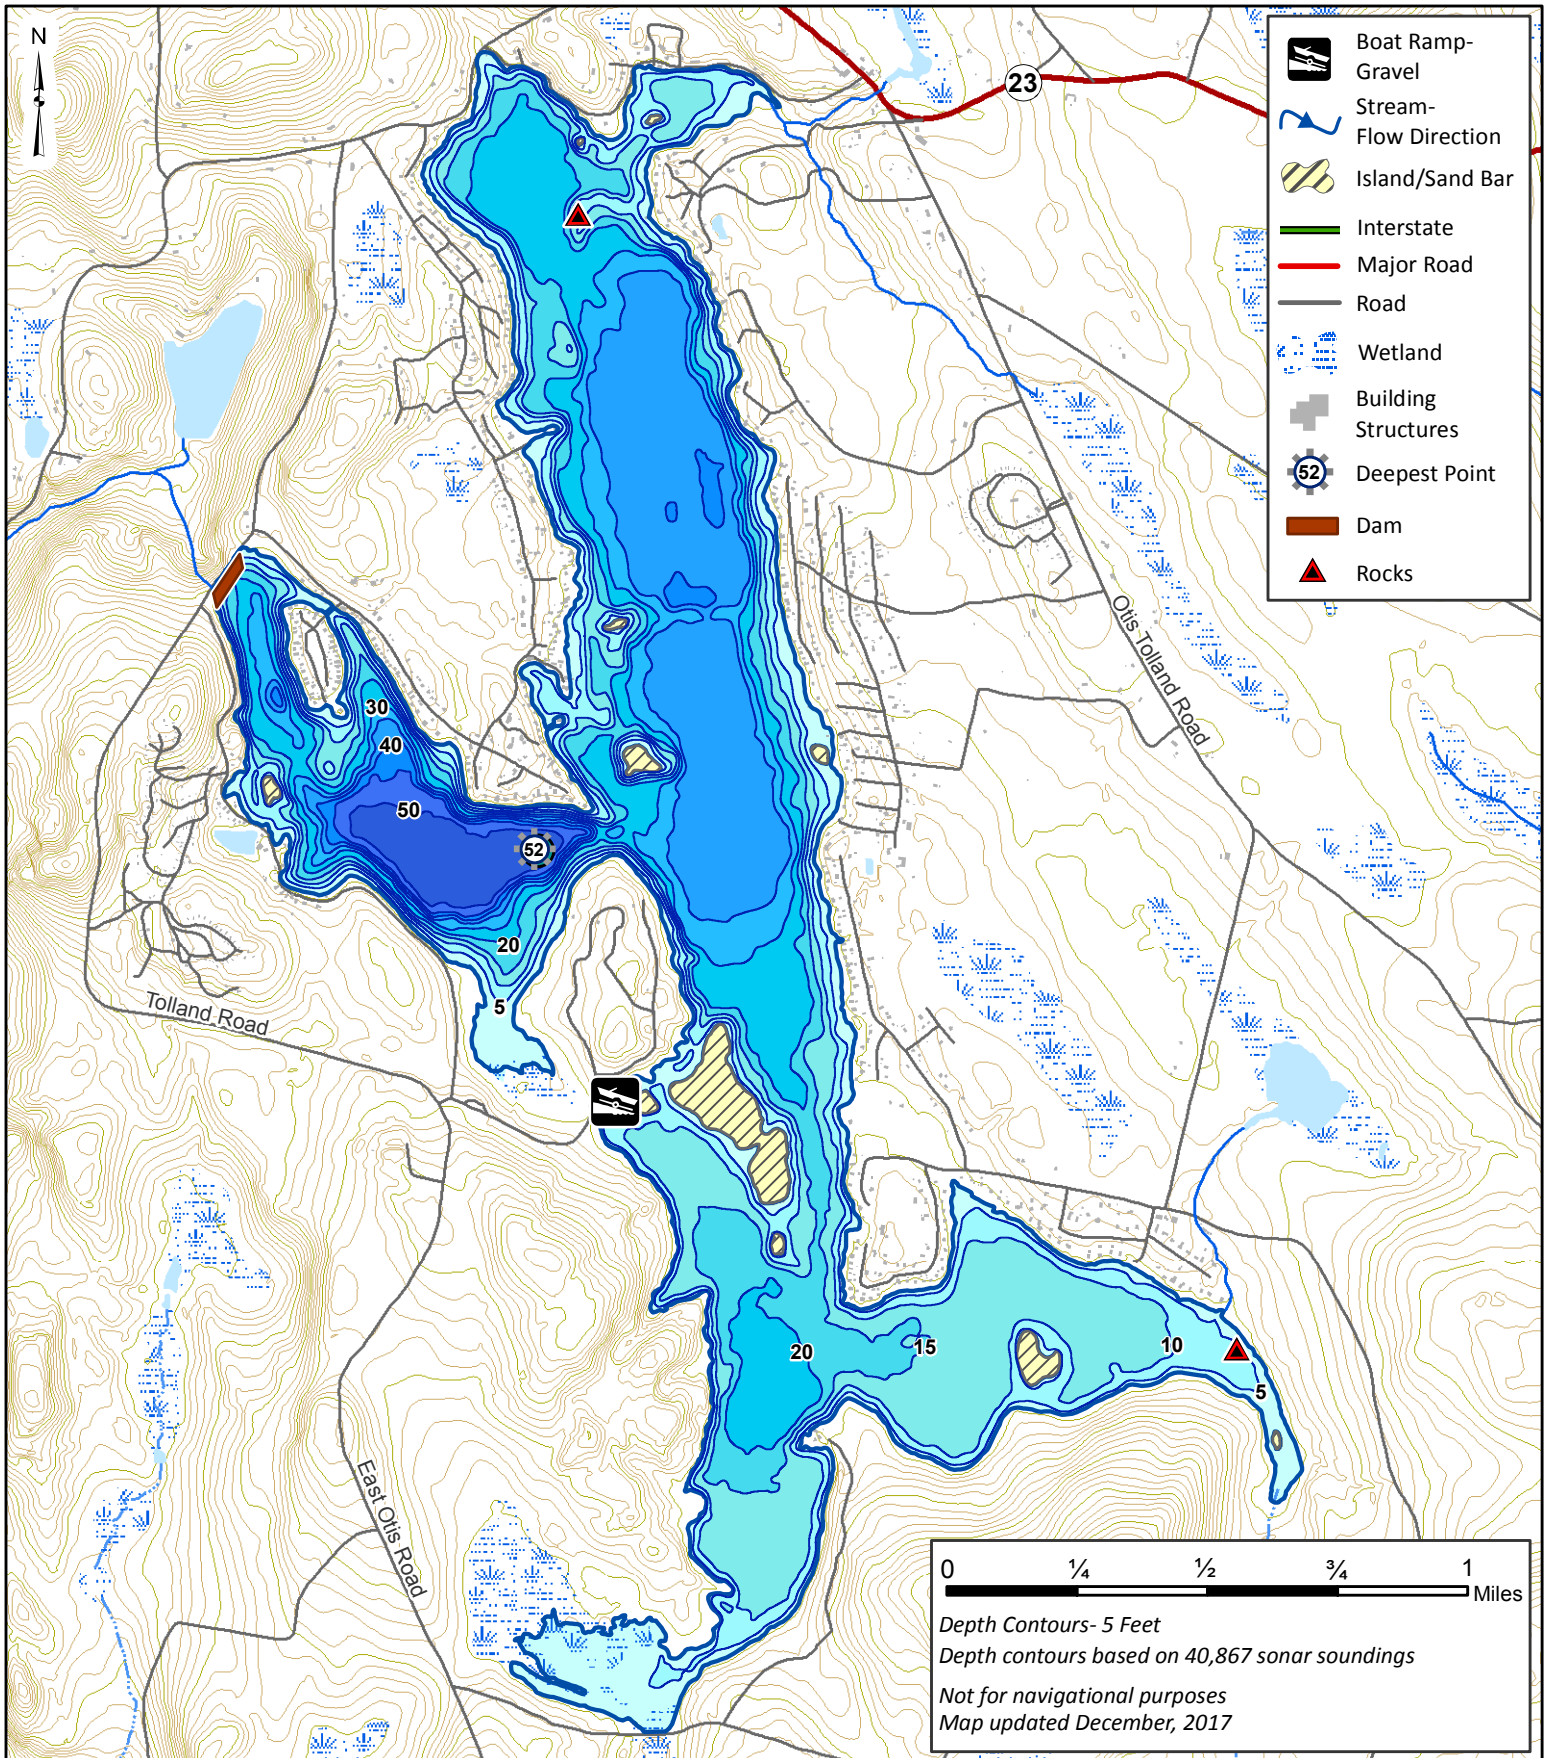 N
23
Boat Ramp-
Gravel
Stream-
Flow Direction
Island/Sand Bar
Interstate
Major Road
Road
Wetland
Building
Structures
52
Deepest Point
Dam
Rocks
Otis Tolland Road
30
40
50
52
20
5
Tolland Road
20
15
10
5
East Otis Road
0 ¼ ½ ¾ 1
Miles
Depth Contours- 5 Feet
Depth contours based on 40,867 sonar soundings
Not for navigational purposes
Map updated December, 2017